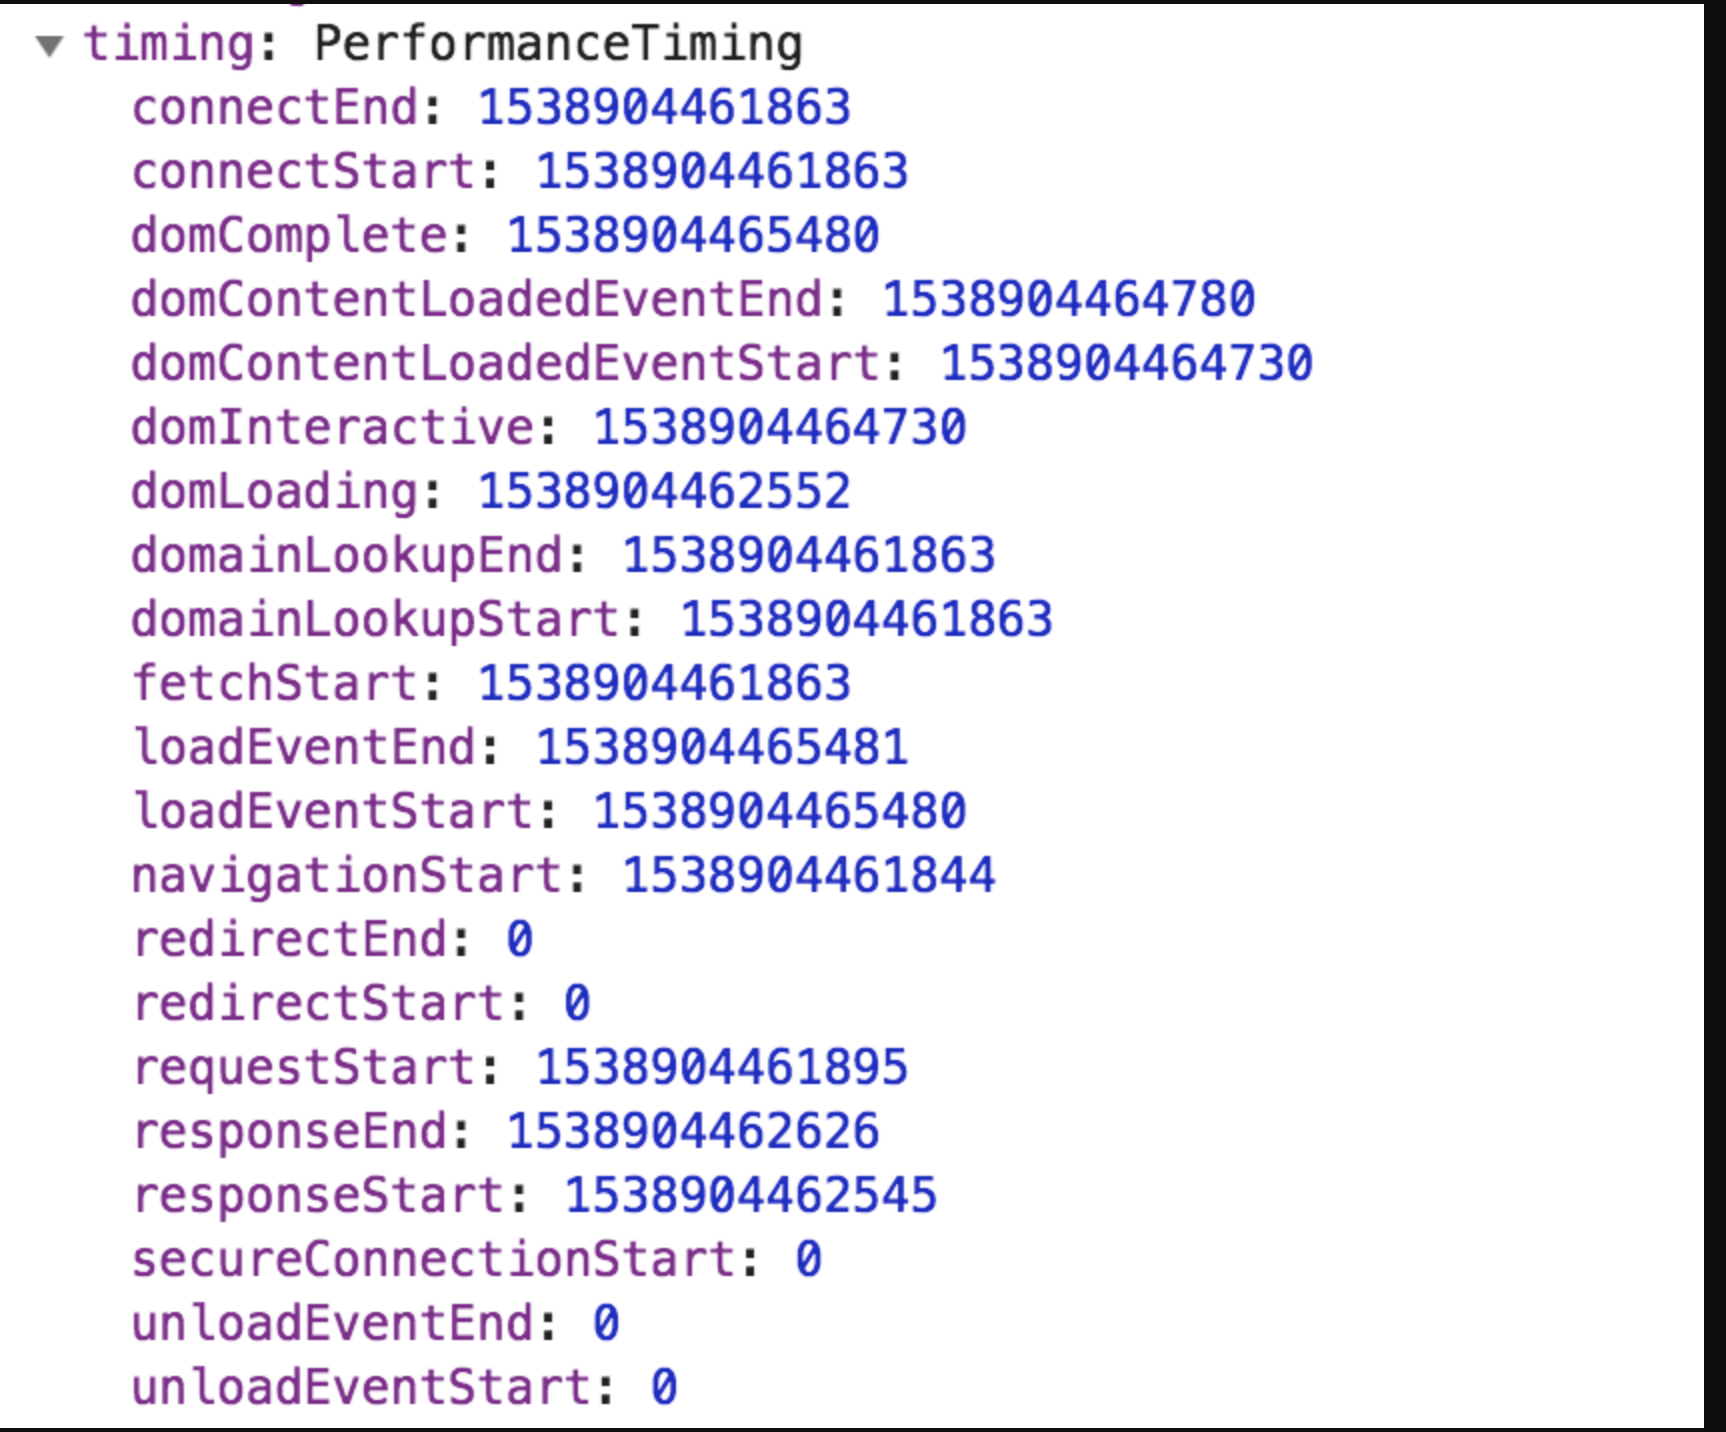 timing: PerformanceTiming
connectEnd: 1538904461863
connectStart: 1538904461863
domComplete: 1538904465480
domContentLoadedEventEnd: 1538904464780
domContentLoadedEventStart: 1538904464730
domInteractive: 1538904464730
domLoading: 1538904462552
domainLookupEnd: 1538904461863
domainLookupStart: 1538904461863
fetchStart: 1538904461863
loadEventEnd: 1538904465481
loadEventStart: 1538904465480
navigationStart: 1538904461844
redirectEnd: 0
redirectStart: 0
requestStart: 1538904461895
responseEnd: 1538904462626
responseStart: 1538904462545
secureConnectionStart: 0
unloadEventEnd: 0
unloadEventStart: 0